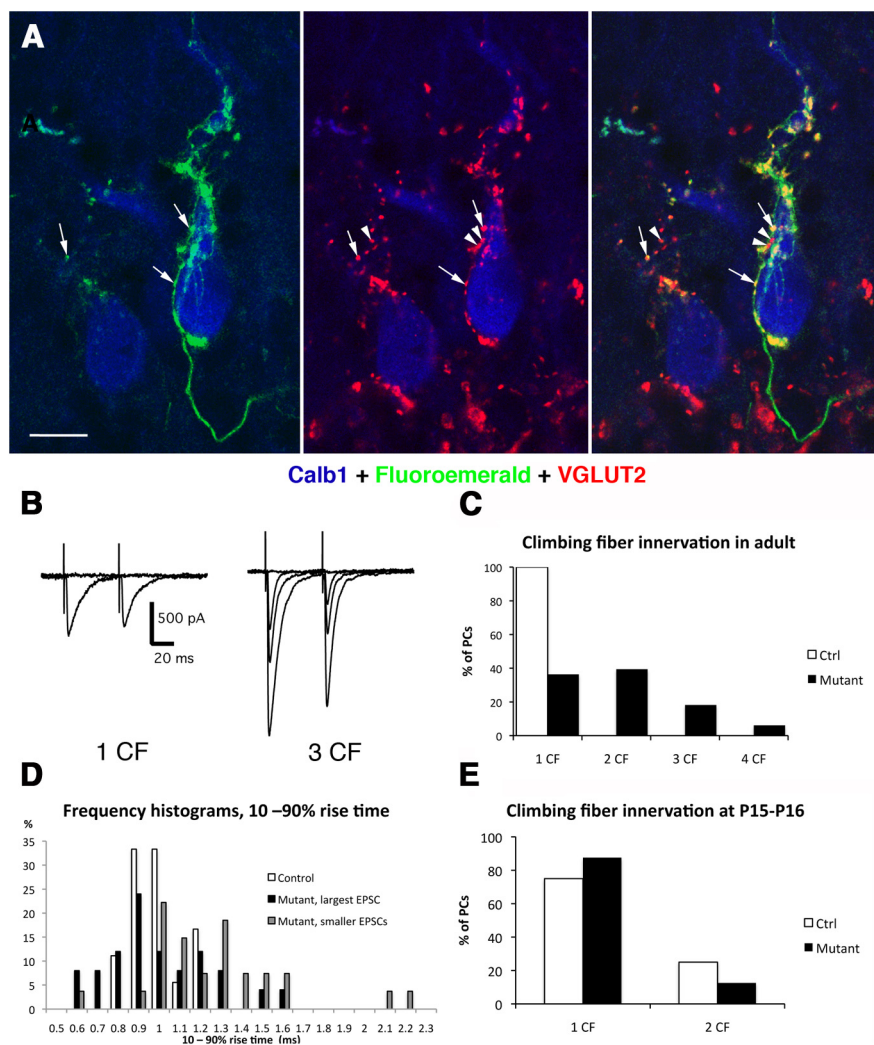 A
A
Calb1 + Fluoroemerald + VGLUT2
B
500 pA
20 ms
1 CF
3 CF
C
Climbing fiber innervation in adult
% of PCs
100
80
60
40
20
0
1 CF 2 CF 3 CF 4 CF
Ctrl
Mutant
D
Frequency histograms, 10 –90% rise time
%
35
30
25
20
15
10
5
0
0.5 0.6 0.7 0.8 0.9 1 1.1 1.2 1.3 1.4 1.5 1.6 1.7 1.8 1.9 2 2.1 2.2 2.3
10 – 90% rise time (ms)
Control
Mutant, largest EPSC
Mutant, smaller EPSCs
E
Climbing fiber innervation at P15-P16
% of PCs
100
80
60
40
20
0
1 CF 2 CF
Ctrl
Mutant